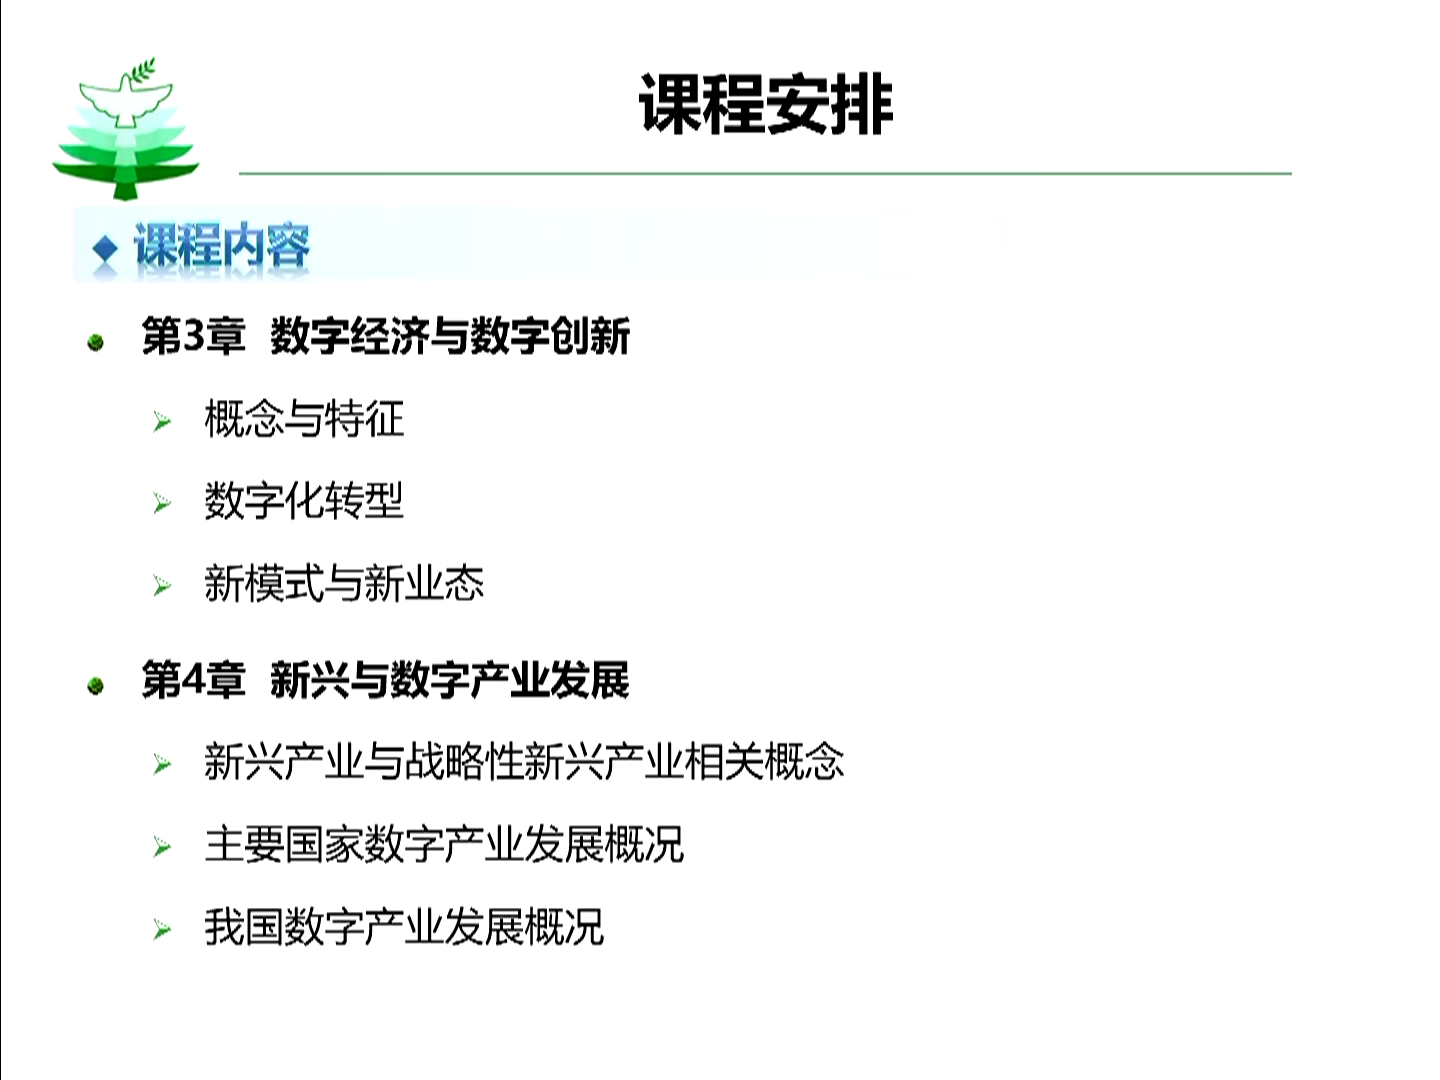 课程安排
课程内容
第3章 数字经济与数字创新
概念与特征
数字化转型
新模式与新业态
第4章 新兴与数字产业发展
新兴产业与战略性新兴产业相关概念
主要国家数字产业发展概况
我国数字产业发展概况